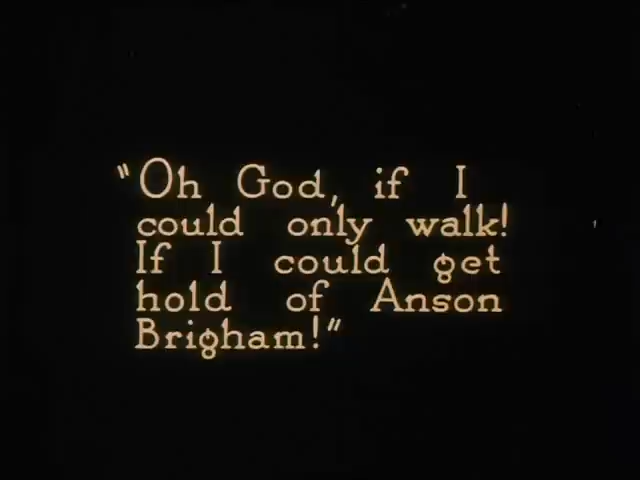 "Oh God, if I
could only walk!
If I could get
hold of Anson
Brigham!"